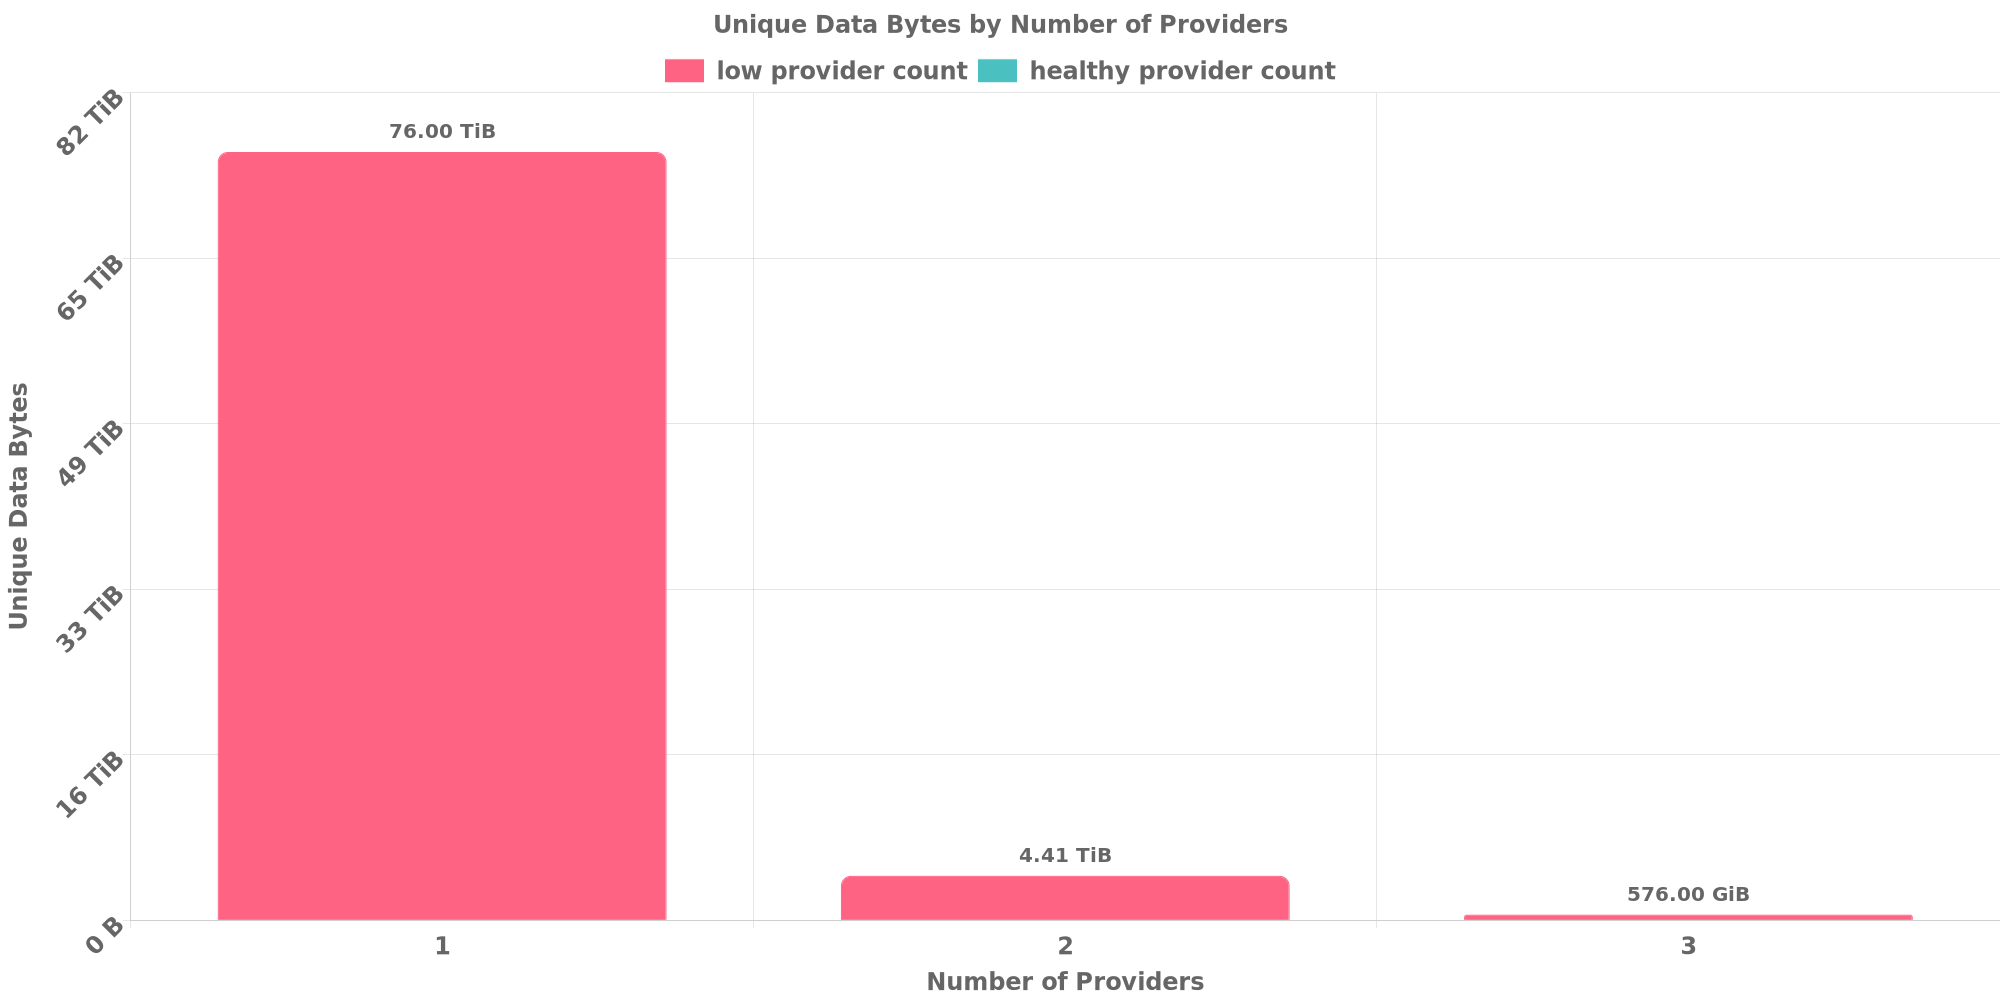 Unique Data Bytes by Number of Providers
low provider count
healthy provider count
82 TiB
65 TiB
49 TiB
33 TiB
16 TiB
0 B
Unique Data Bytes
76.00 TiB
4.41 TiB
576.00 GiB
1
2
3
Number of Providers